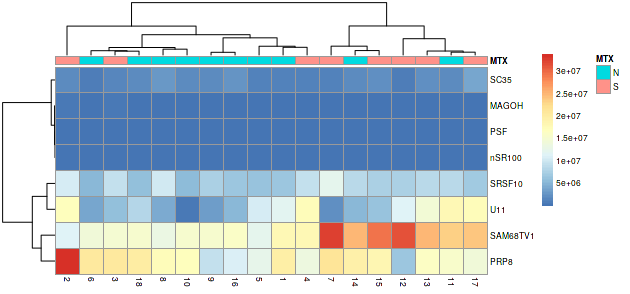 MTX
SC35
MAGOH
PSF
nSR100
SRSF10
U11
SAM68TV1
PRP8
2 6 3 18 8 10 9 16 5 1 4 7 14 15 12 13 11 17
3e+07
2.5e+07
2e+07
1.5e+07
1e+07
5e+06
MTX
N
S